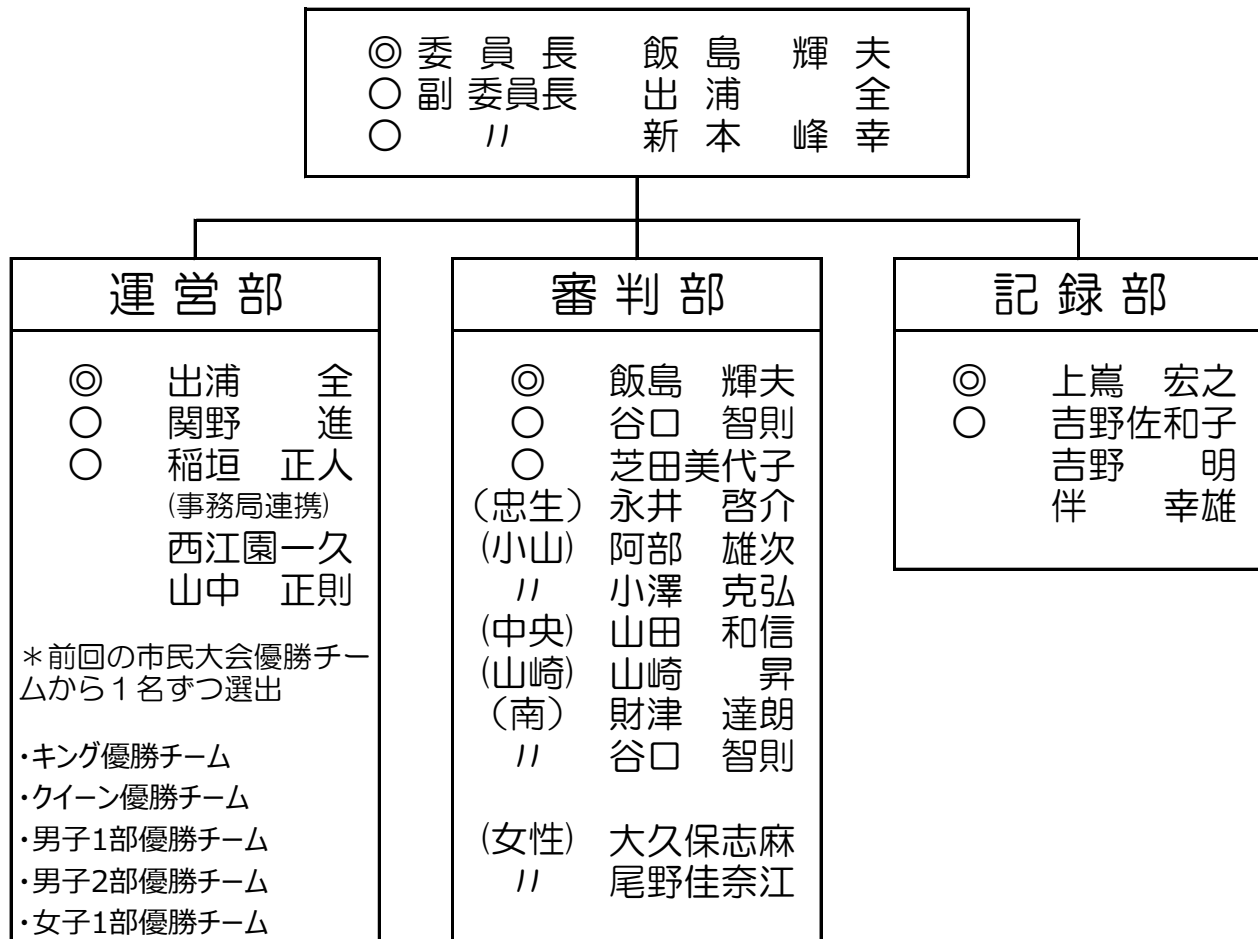 ◎ 委員長 飯島 輝夫
○ 副委員長 出浦 全
○ 〃 新本 峰幸
運営部
◎ 出浦 全
○ 関野 進
○ 稲垣 正人
(事務局連携)
西江園一久
山中 正則
＊前回の市民大会優勝チー
ムから１名ずつ選出
・キング優勝チーム
・クイーン優勝チーム
・男子1部優勝チーム
・男子2部優勝チーム
・女子1部優勝チーム
審判部
◎ 飯島 輝夫
○ 谷口 智則
○ 芝田美代子
（忠生） 永井 啓介
(小山) 阿部 雄次
〃 小澤 克弘
(中央) 山田 和信
(山崎) 山崎 昇
（南） 財津 達朗
〃 谷口 智則
(女性) 大久保志麻
〃 尾野佳奈江
記録部
◎ 上嶌 宏之
○ 吉野佐和子
吉野 明
伴 幸雄